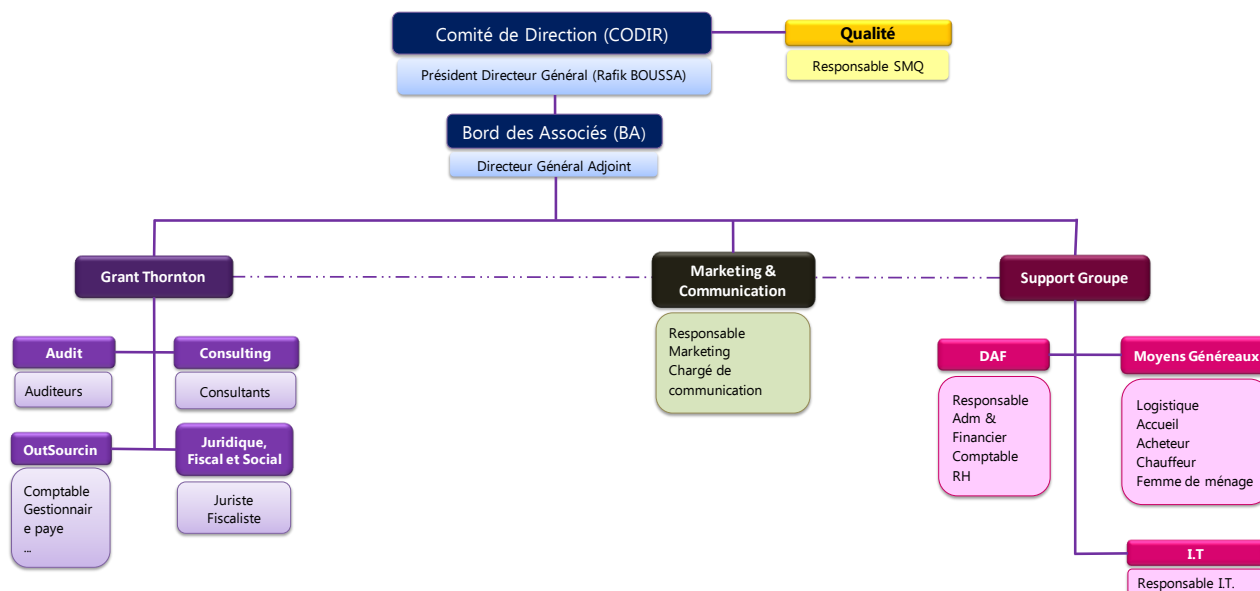 Comité de Direction (CODIR)
Qualité
Président Directeur Général (Rafik BOUSSA)
Responsable SMQ
Bord des Associés (BA)
Directeur Général Adjoint
Grant Thornton
Marketing &
Communication
Support Groupe
Responsable
Marketing
Chargé de
communication
Audit
Auditeurs
Consulting
Consultants
OutSourcin
Comptable
Gestionnair
e paye
...
Juridique,
Fiscal et Social
Juriste
Fiscaliste
DAF
Responsable
Adm &
Financier
Comptable
RH
Moyens Généreaux
Logistique
Accueil
Acheteur
Chauffeur
Femme de ménage
I.T
Responsable I.T.